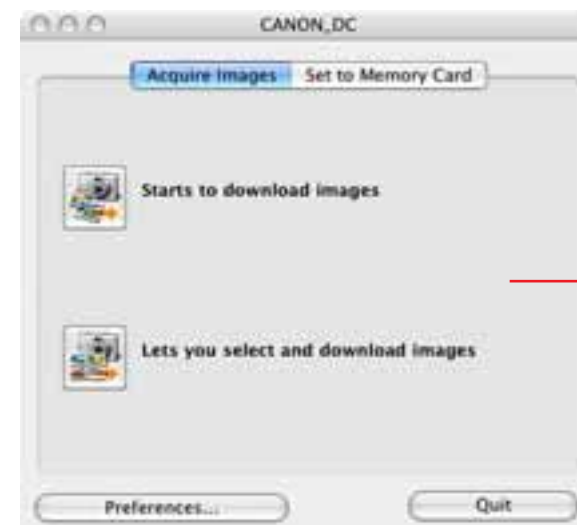 CANON_DC
Acquire Images Set to Memory Card
Starts to download images
Lets you select and download images
Preferences... Quit